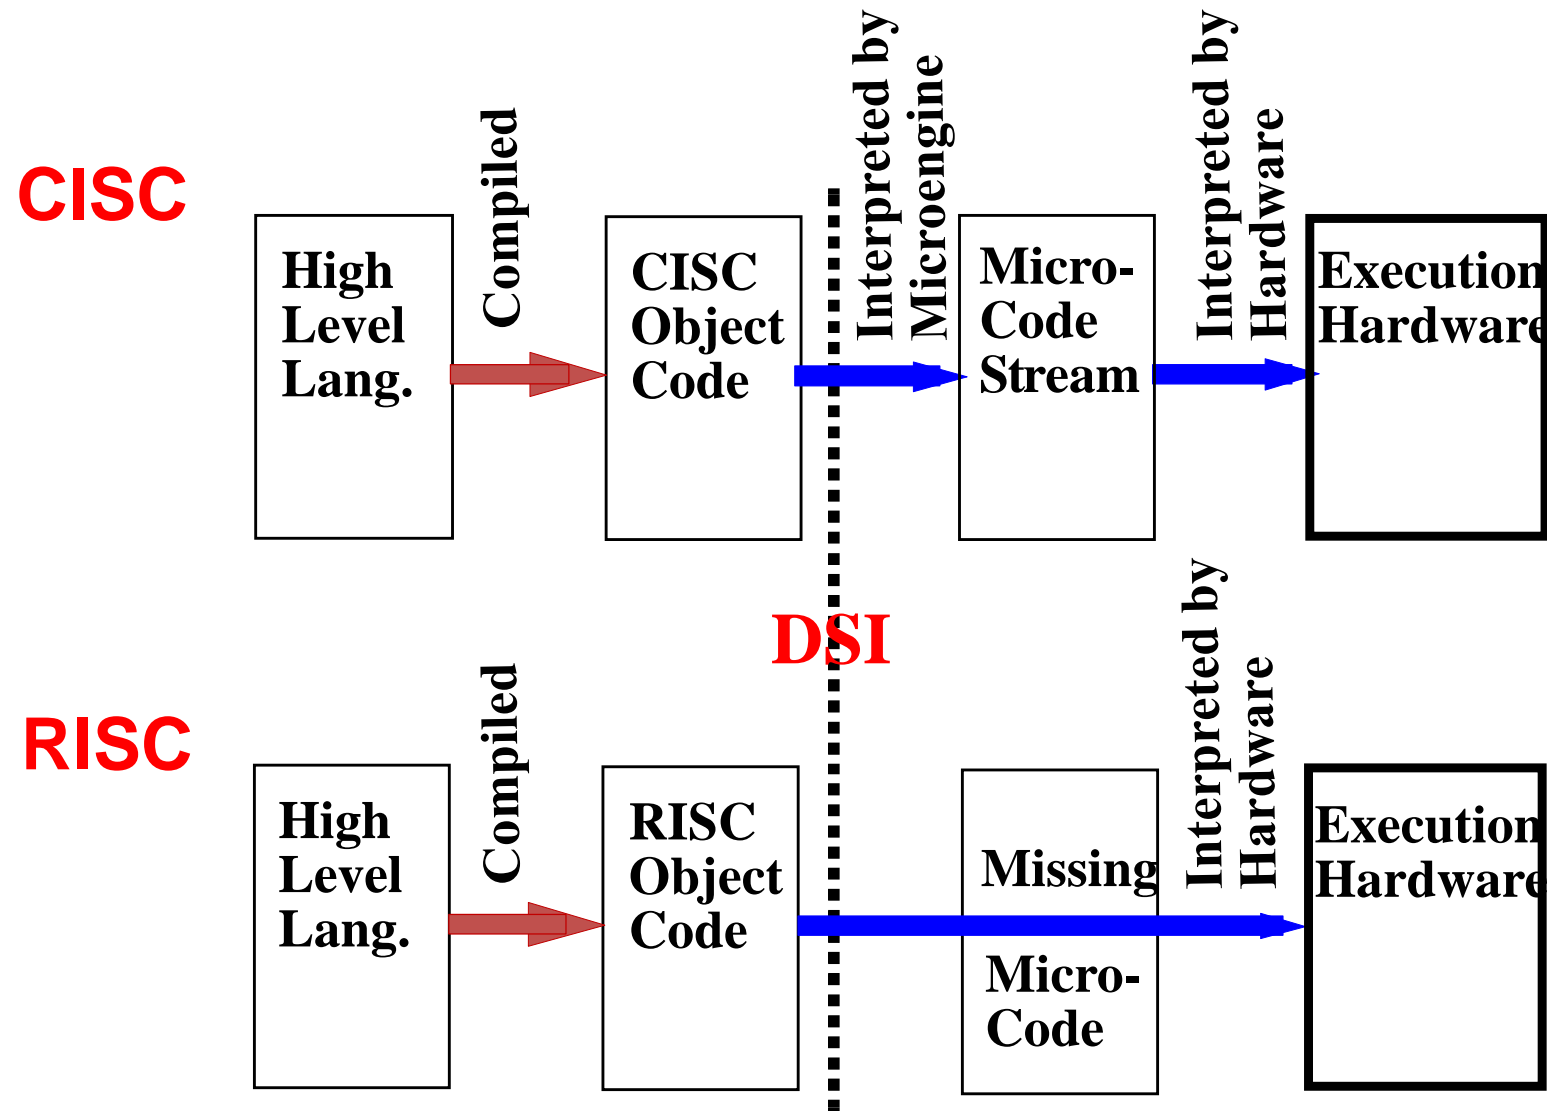 CISC
High
Level
Lang.
Compiled
CISC
Object
Code
Interpreted by
Microengine
Micro-
Code
Stream
Interpreted by
Hardware
Execution
Hardware
DSI
RISC
High
Level
Lang.
Compiled
RISC
Object
Code
Missing
Micro-
Code
Interpreted by
Hardware
Execution
Hardware